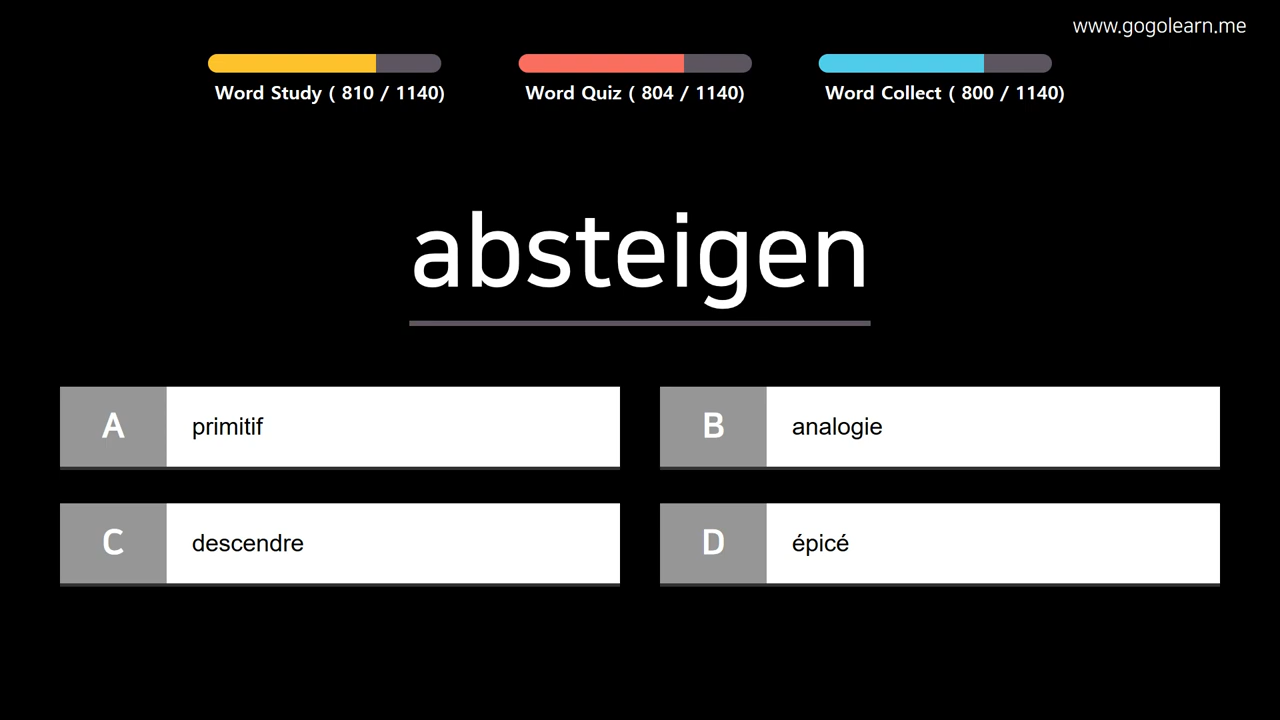 www.gogolearn.me
Word Study ( 810 / 1140)
Word Quiz ( 804 / 1140)
Word Collect ( 800 / 1140)
absteigen
A primitif
B analogie
C descendre
D épicé